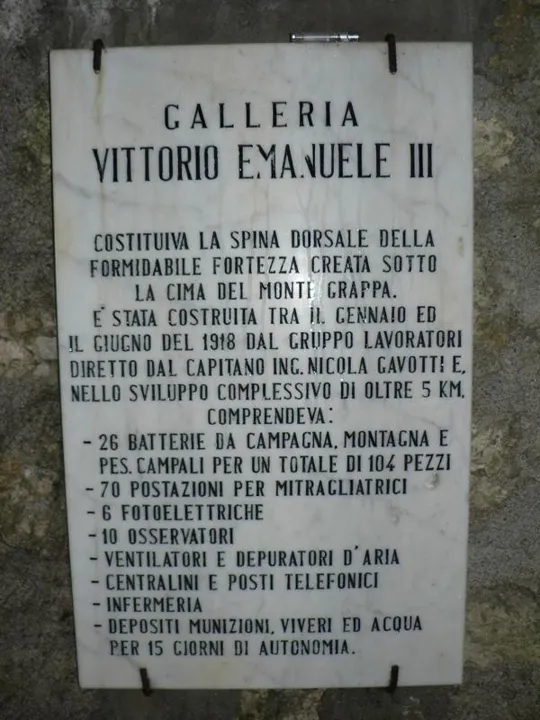 GALLERIA
VITTORIO EMANUELE III
COSTITUIVA LA SPINA DORSALE DELLA
FORMIDABILE FORTEZZA CREATA SOTTO
LA CIMA DEL MONTE GRAPPA.
E' STATA COSTRUITA TRA IL GENNAIO ED
IL GIUGNO DEL 1918 DAL GRUPPO LAVORATORI
DIRETTO DAL CAPITANO ING. NICOLA GAVOTTI E,
NELLO SVILUPPO COMPLESSIVO DI OLTRE 5 KM,
COMPRENDEVA:
- 26 BATTERIE DA CAMPAGNA, MONTAGNA E
PES. CAMPALI PER UN TOTALE DI 104 PEZZI
- 70 POSTAZIONI PER MITRAGLIATRICI
- 6 FOTOELETTRICHE
- 10 OSSERVATORI
- VENTILATORI E DEPURATORI D'ARIA
- CENTRALINI E POSTI TELEFONICI
- INFERMERIA
- DEPOSITI MUNIZIONI, VIVERI ED ACQUA
PER 15 GIORNI DI AUTONOMIA.